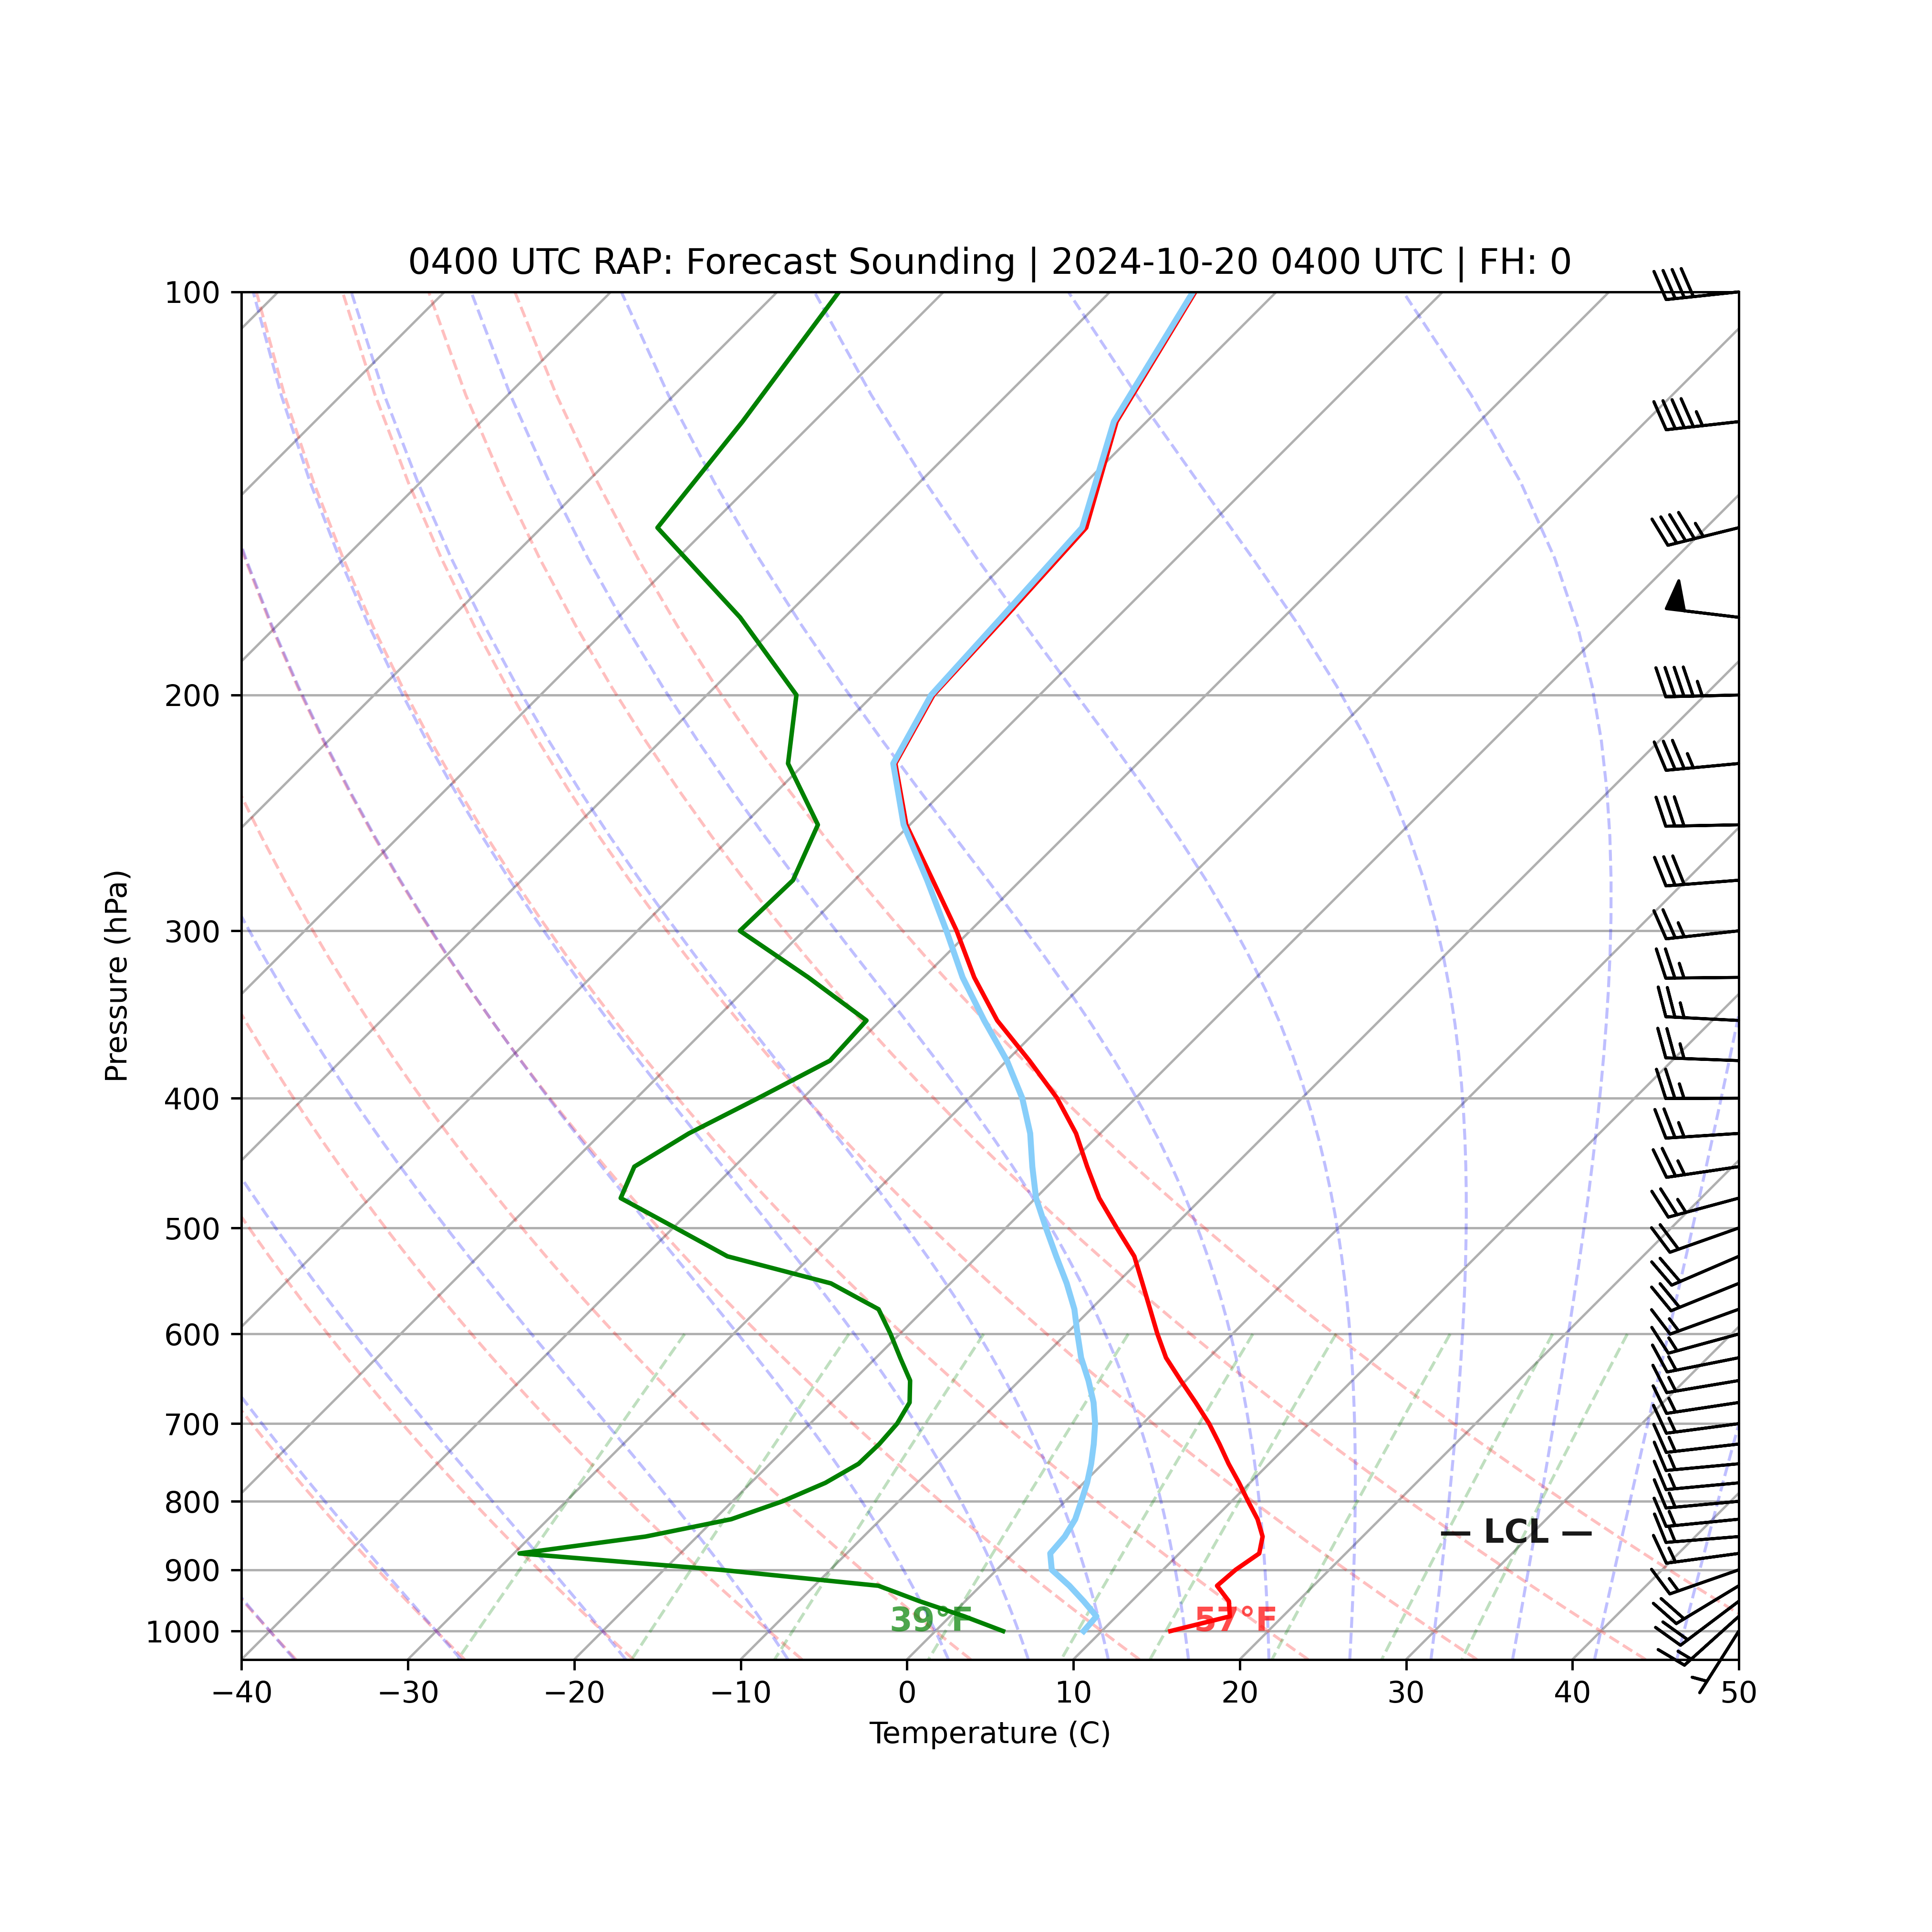 0400 UTC RAP: Forecast Sounding | 2024-10-20 0400 UTC | FH: 0
100
200
300
400
500
600
700
800
900
1000
Pressure (hPa)
— LCL —
39°F
57°F
−40 −30 −20 −10 0 10 20 30 40 50
Temperature (C)